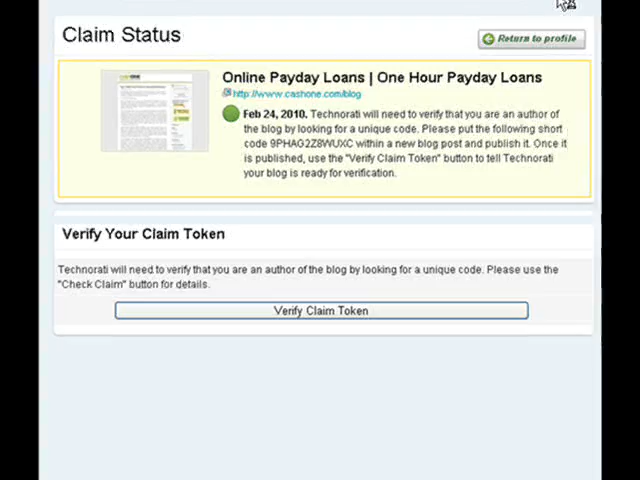 Claim Status
Return to profile
Online Payday Loans | One Hour Payday Loans
http://www.cashone.com/blog
Feb 24, 2010. Technorati will need to verify that you are an author of
the blog by looking for a unique code. Please put the following short
code 9PHAG2Z8WUXC within a new blog post and publish it. Once it
is published, use the "Verify Claim Token" button to tell Technorati
your blog is ready for verification.
Verify Your Claim Token
Technorati will need to verify that you are an author of the blog by looking for a unique code. Please use the
"Check Claim" button for details.
Verify Claim Token